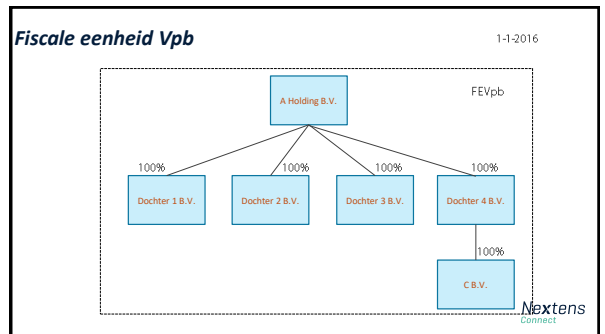 Fiscale eenheid Vpb
1-1-2016
FEVpb
A Holding B.V.
100%
100%
100%
100%
Dochter 1 B.V.
Dochter 2 B.V.
Dochter 3 B.V.
Dochter 4 B.V.
100%
C B.V.
Nextens
Connect